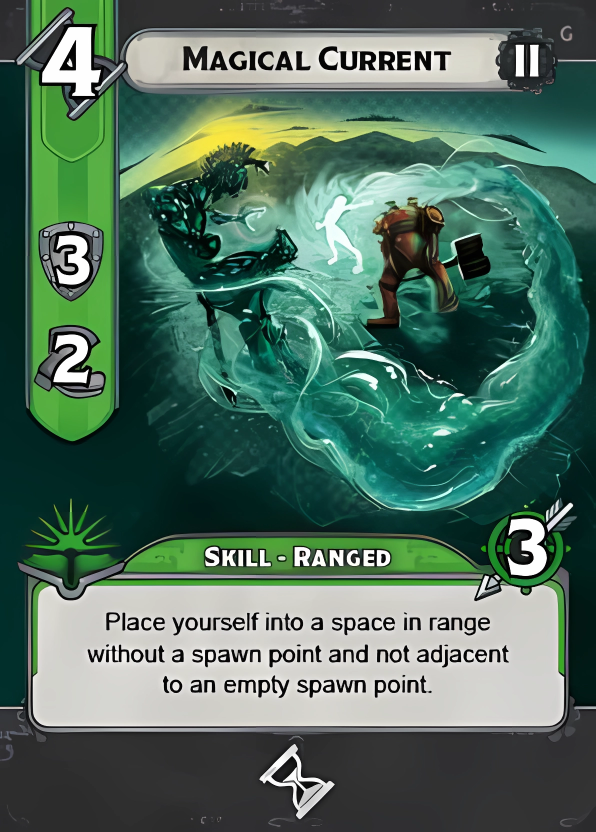 4
MAGICAL CURRENT
II
G
3
2
SKILL - RANGED
3
Place yourself into a space in range
without a spawn point and not adjacent
to an empty spawn point.